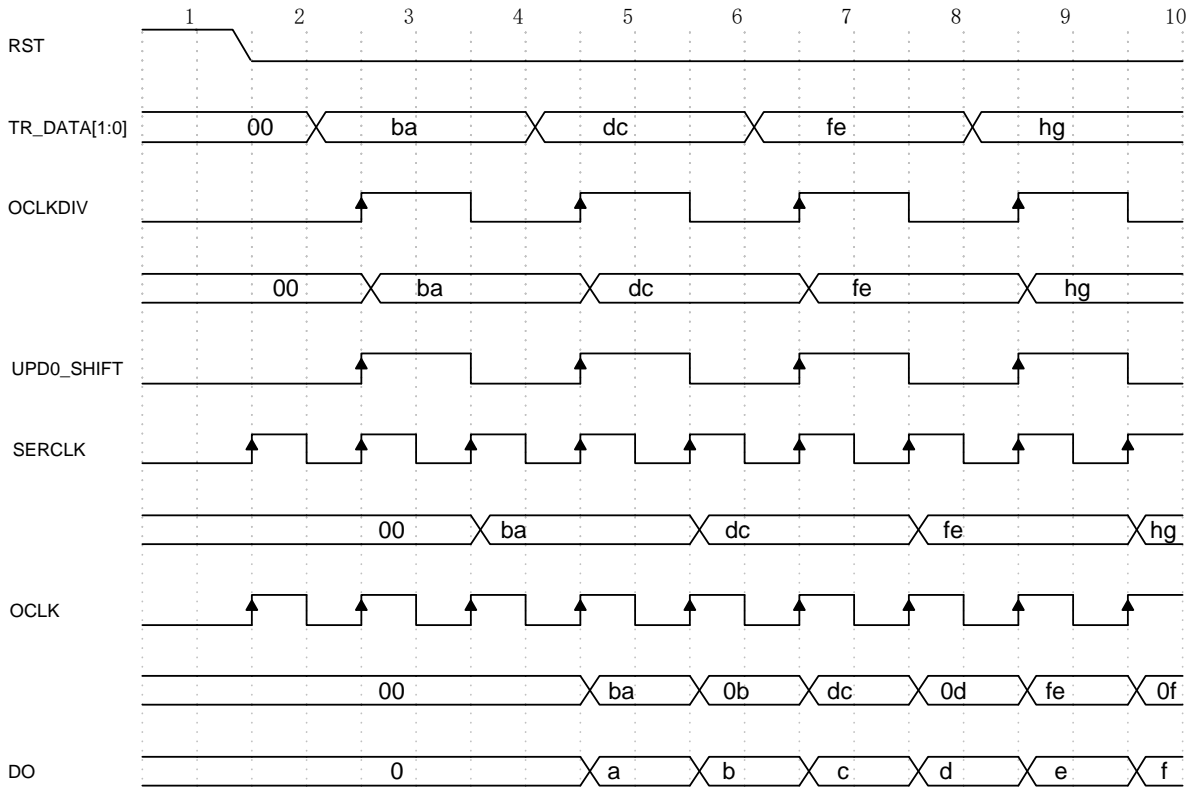 1 2 3 4 5 6 7 8 9 10
RST
TR_DATA[1:0] 00 ba dc fe hg
OCLKDIV
00 ba dc fe hg
UPD0_SHIFT
SERCLK
00 ba dc fe hg
OCLK
00 ba 0b dc 0d fe 0f
DO 0 a b c d e f